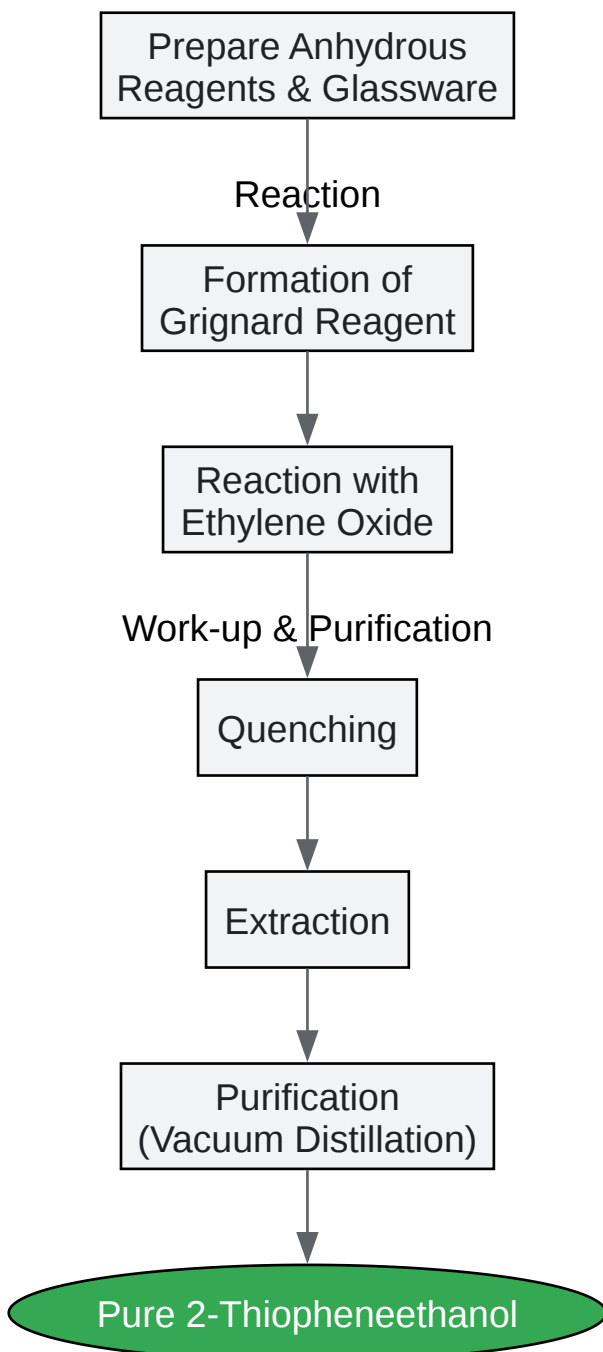 Prepare Anhydrous
Reagents & Glassware
Reaction
Formation of
Grignard Reagent
Reaction with
Ethylene Oxide
Work-up & Purification
Quenching
Extraction
Purification
(Vacuum Distillation)
Pure 2-Thiopheneethanol